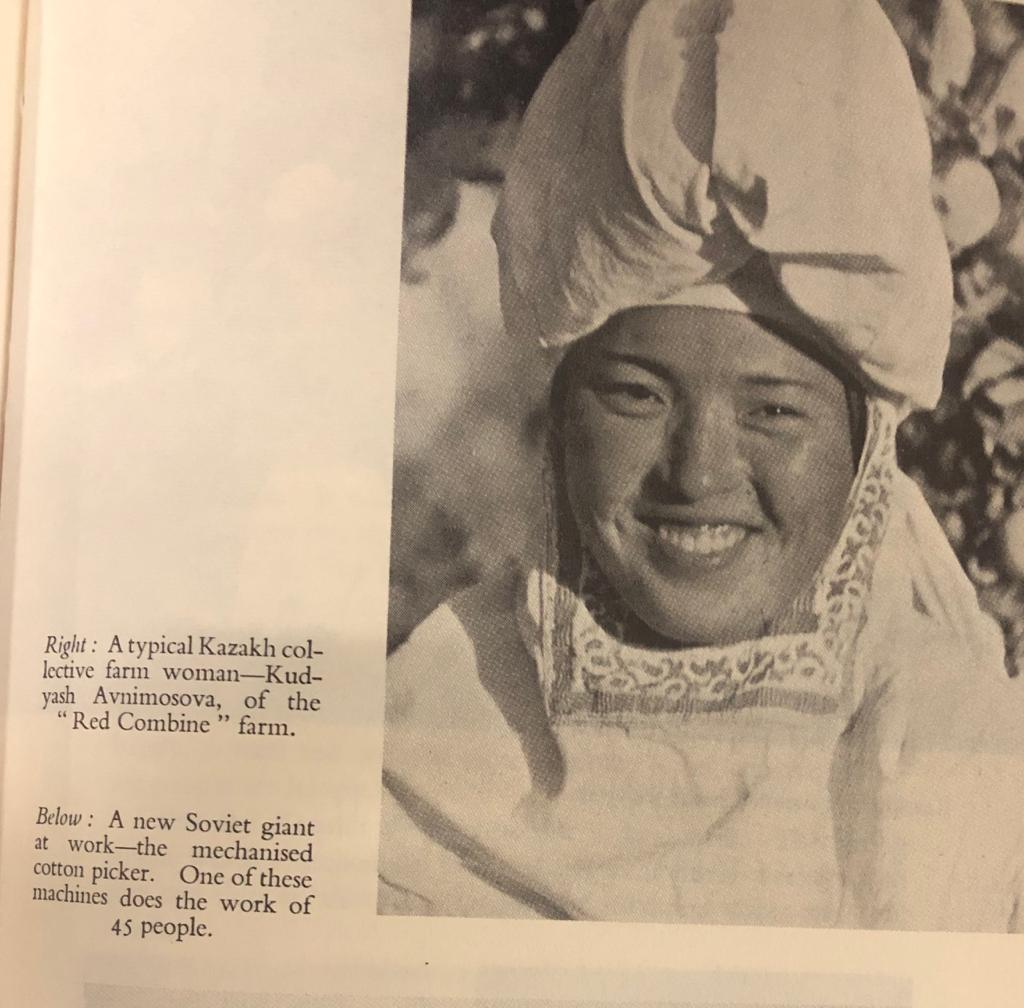 Right : A typical Kazakh col-
lective farm woman—Kud-
yash Avnimosova, of the
“ Red Combine ” farm.
Below : A new Soviet giant
at work—the mechanised
cotton picker. One of these
machines does the work of
45 people.